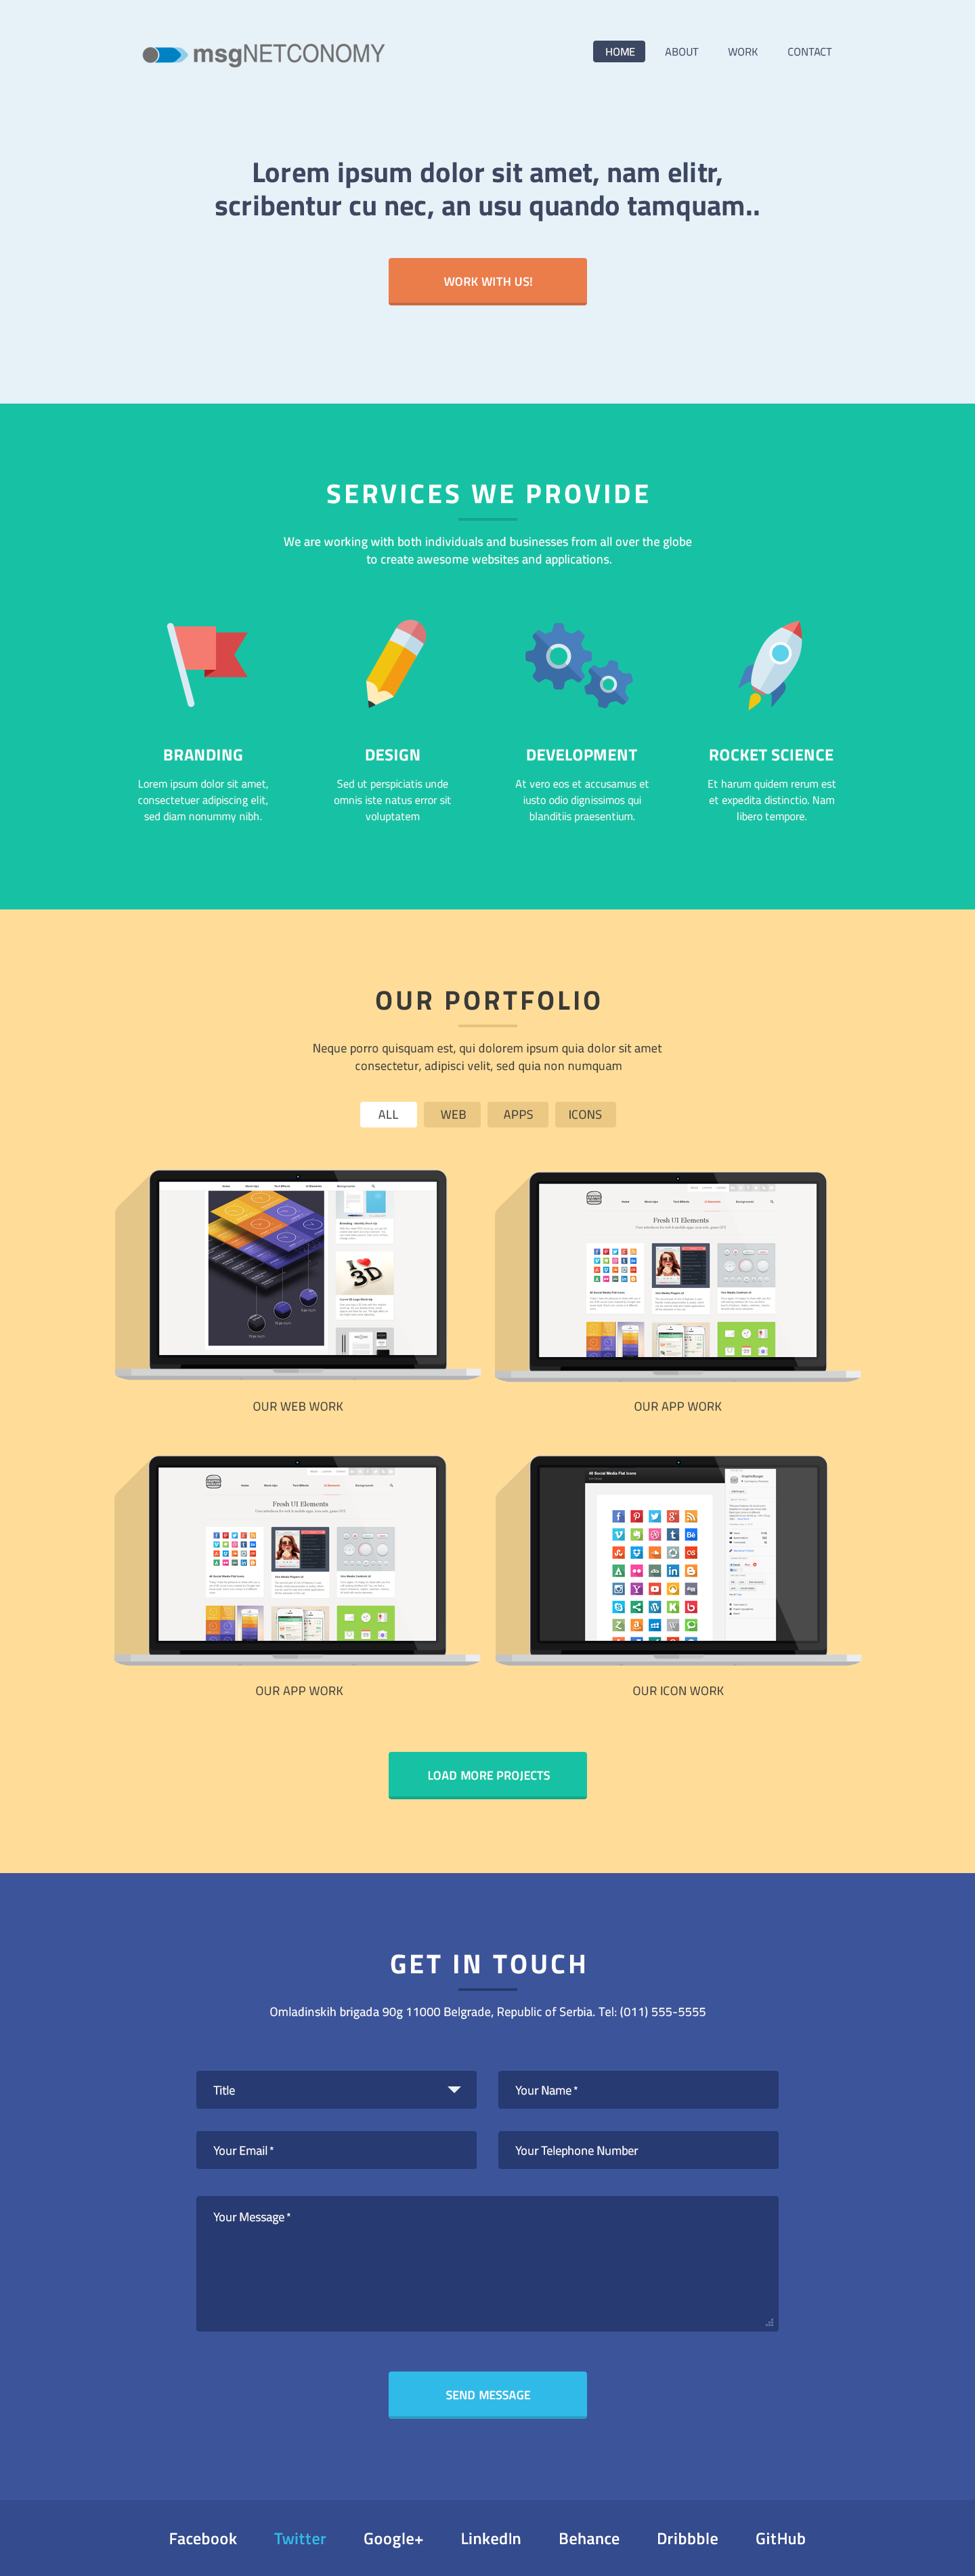 msgNETCONOMY
HOME ABOUT WORK CONTACT
Lorem ipsum dolor sit amet, nam elitr,
scribentur cu nec, an usu quando tamquam..
WORK WITH US!
SERVICES WE PROVIDE
We are working with both individuals and businesses from all over the globe
to create awesome websites and applications.
BRANDING
Lorem ipsum dolor sit amet,
consectetuer adipiscing elit,
sed diam nonummy nibh.
DESIGN
Sed ut perspiciatis unde
omnis iste natus error sit
voluptatem
DEVELOPMENT
At vero eos et accusamus et
iusto odio dignissimos qui
blanditiis praesentium.
ROCKET SCIENCE
Et harum quidem rerum est
et expedita distinctio. Nam
libero tempore.
OUR PORTFOLIO
Neque porro quisquam est, qui dolorem ipsum quia dolor sit amet
consectetur, adipisci velit, sed quia non numquam
ALL WEB APPS ICONS
I 3D
OUR WEB WORK
Fresh UI Elements
OUR APP WORK
Fresh UI Elements
OUR APP WORK
OUR ICON WORK
LOAD MORE PROJECTS
GET IN TOUCH
Omladinskih brigada 90g 11000 Belgrade, Republic of Serbia. Tel: (011) 555-5555
Title
Your Name *
Your Email *
Your Telephone Number
Your Message *
SEND MESSAGE
Facebook Twitter Google+ LinkedIn Behance Dribbble GitHub